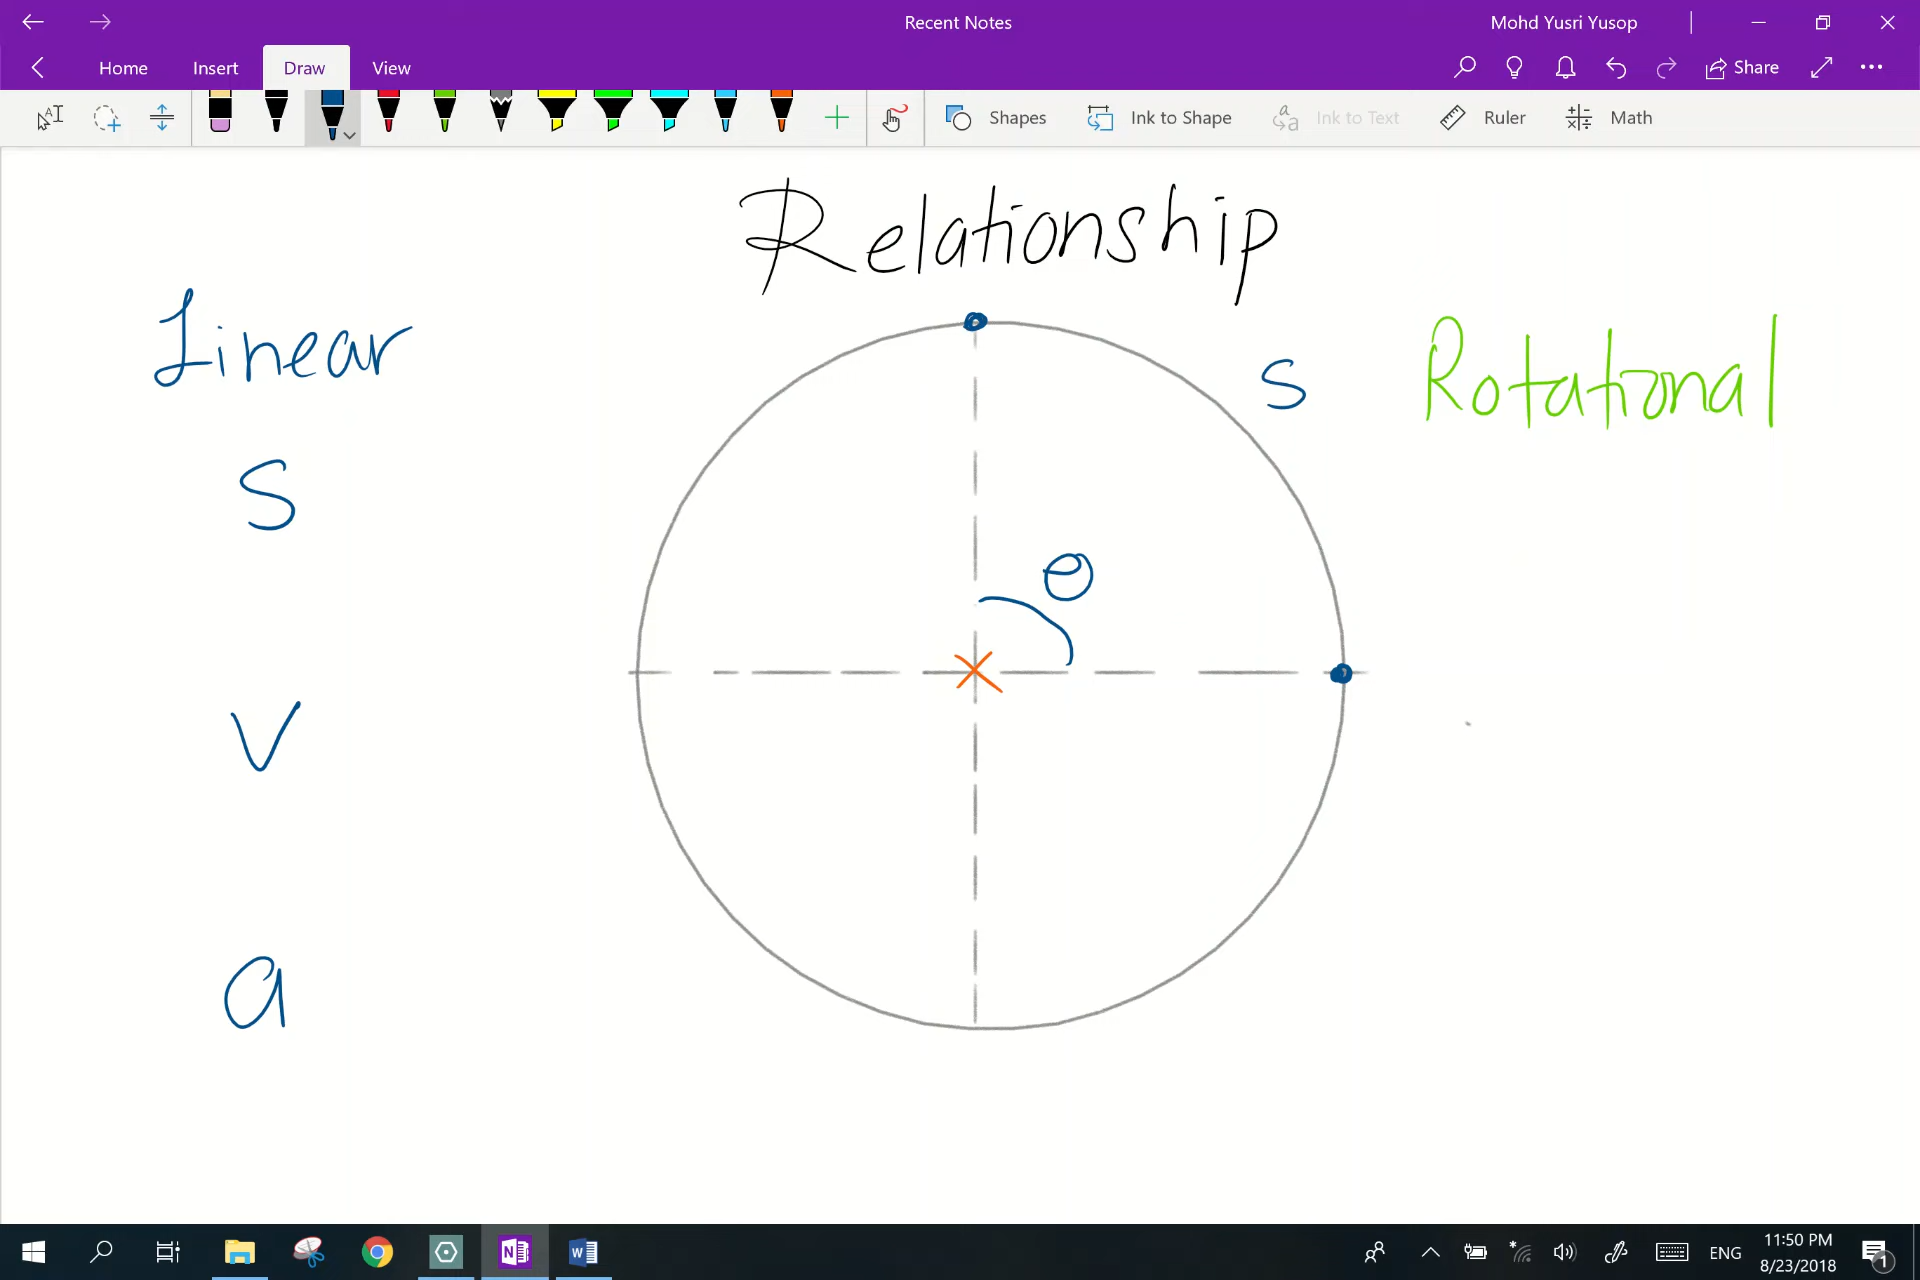 Recent Notes
Mohd Yusri Yusop
Home Insert Draw View
Share
Shapes Ink to Shape Ink to Text Ruler Math
Relationship
Linear
Rotational
S
S
θ
V
a
ENG
11:50 PM
8/23/2018
1